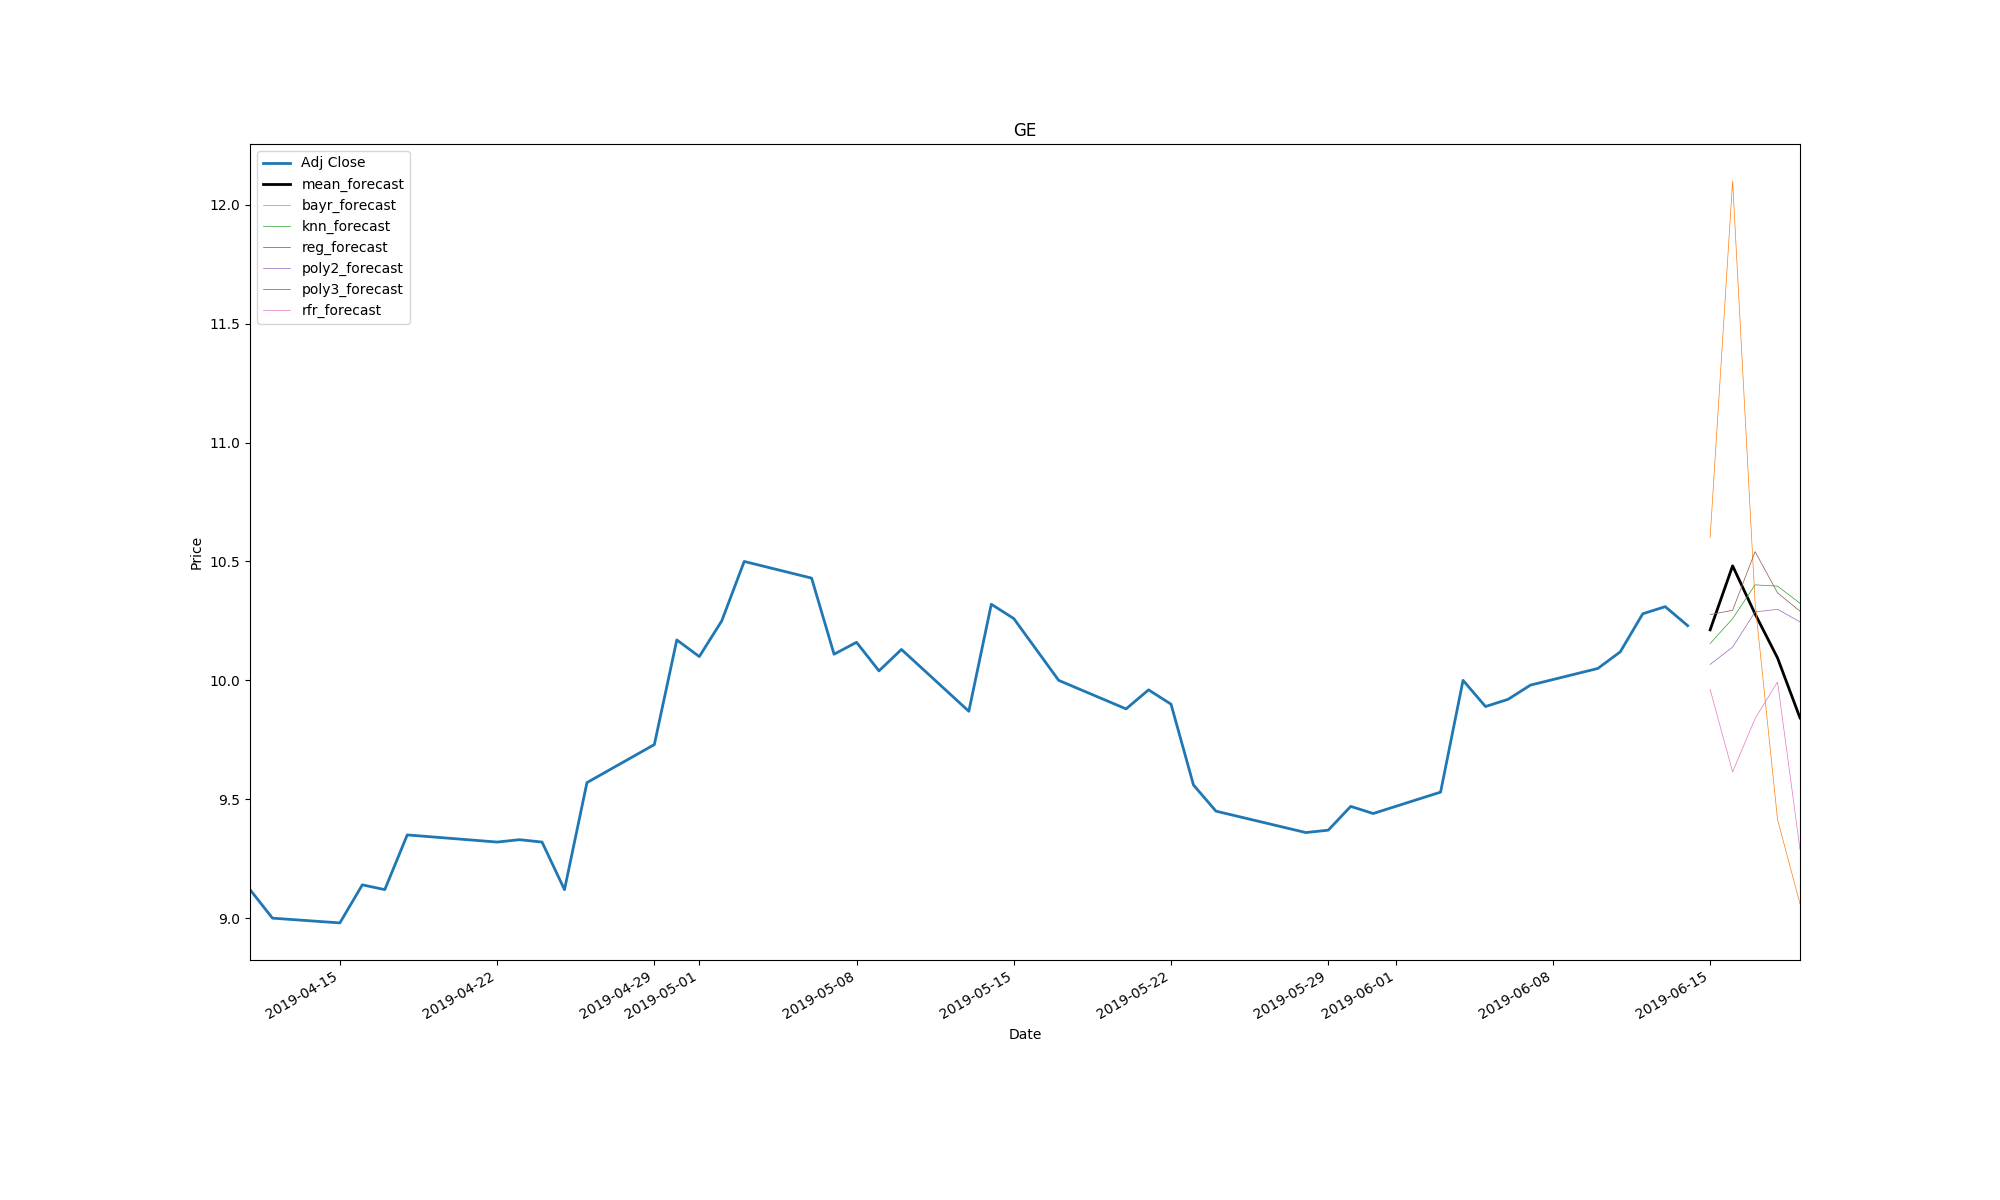 GE
Adj Close
mean_forecast
bayr_forecast
knn_forecast
reg_forecast
poly2_forecast
poly3_forecast
rfr_forecast
12.0
11.5
11.0
10.5
10.0
9.5
9.0
Price
2019-04-15
2019-04-22
2019-04-29
2019-05-01
2019-05-08
2019-05-15
2019-05-22
2019-05-29
2019-06-01
2019-06-08
2019-06-15
Date